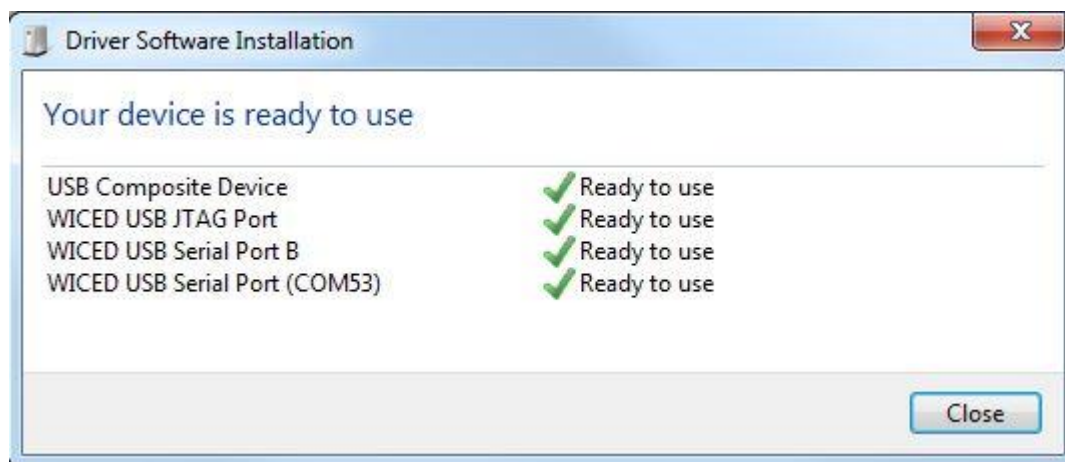 Driver Software Installation
Your device is ready to use
USB Composite Device Ready to use
WICED USB JTAG Port Ready to use
WICED USB Serial Port B Ready to use
WICED USB Serial Port (COM53) Ready to use
Close